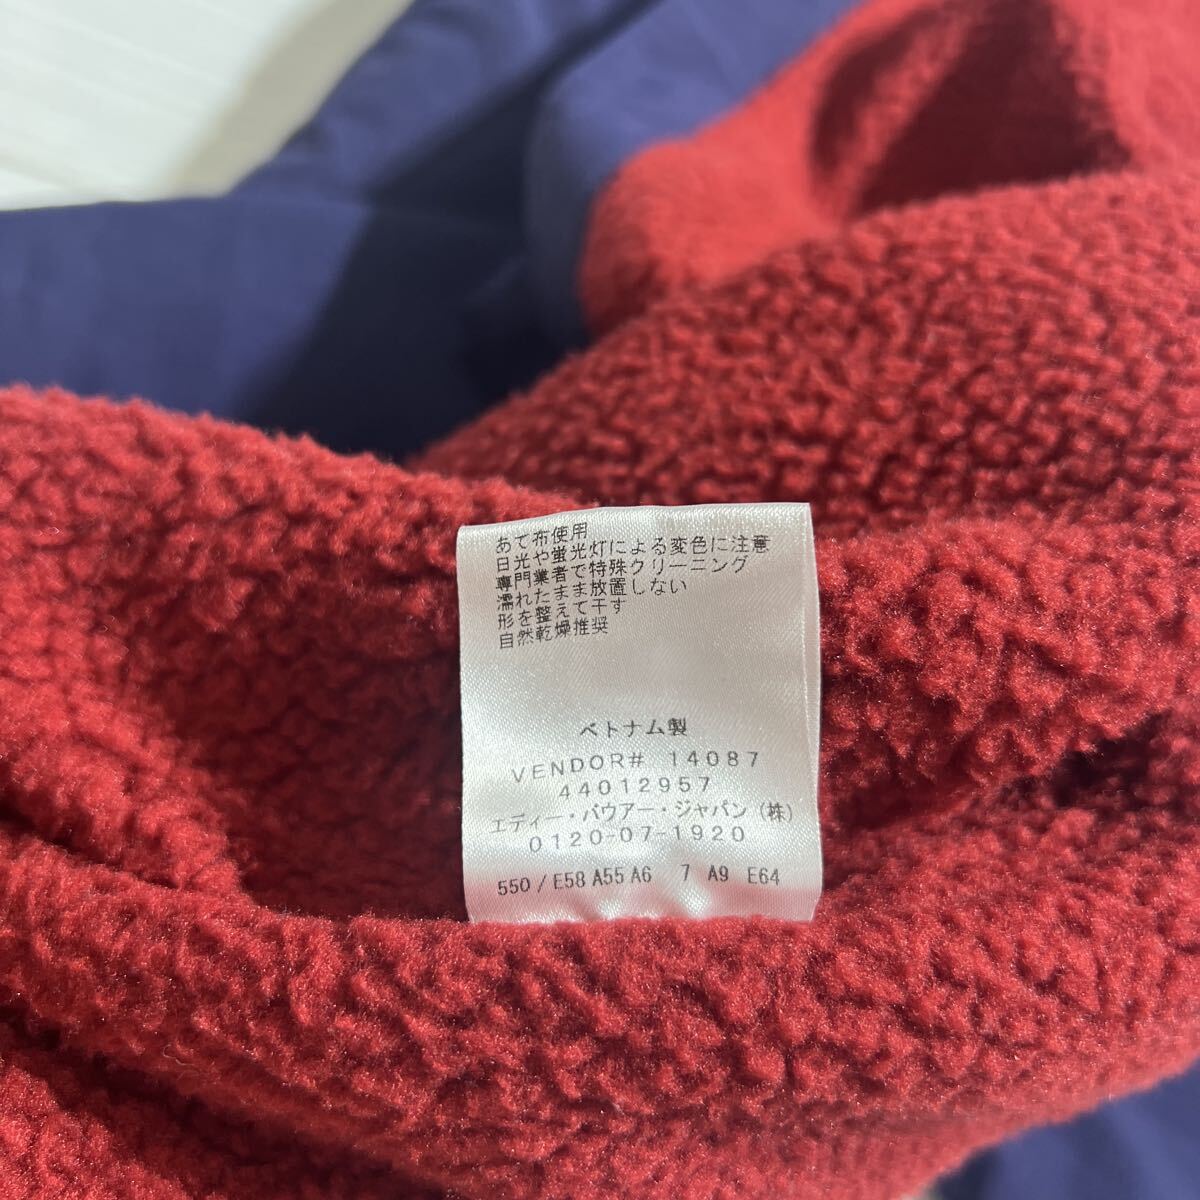 あて布使用
日光や蛍光灯による変色に注意
専門業者で特殊クリーニング
濡れたまま放置しない
形を整えて干す
自然乾燥推奨
ベトナム製
VENDOR# 14087
44012957
エディー・バウアー・ジャパン(株)
0120-07-1920
550 / E58 A55 A6 7 A9 E64